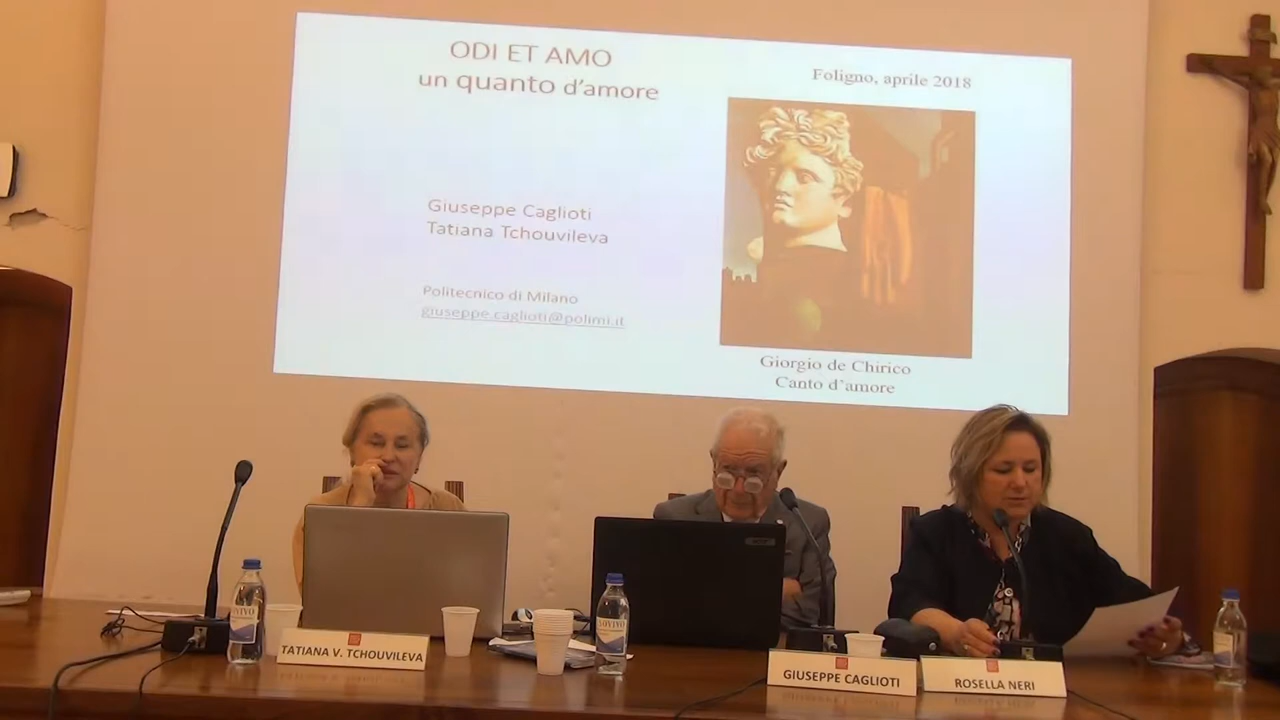 ODI ET AMO
un quanto d'amore
Foligno, aprile 2018
Giuseppe Caglioti
Tatiana Tchouvileva
Politecnico di Milano
giuseppe.caglioti@polimi.it
Giorgio de Chirico
Canto d'amore
TATIANA V. TCHOUVILEVA
GIUSEPPE CAGLIOTI
ROSELLA NERI